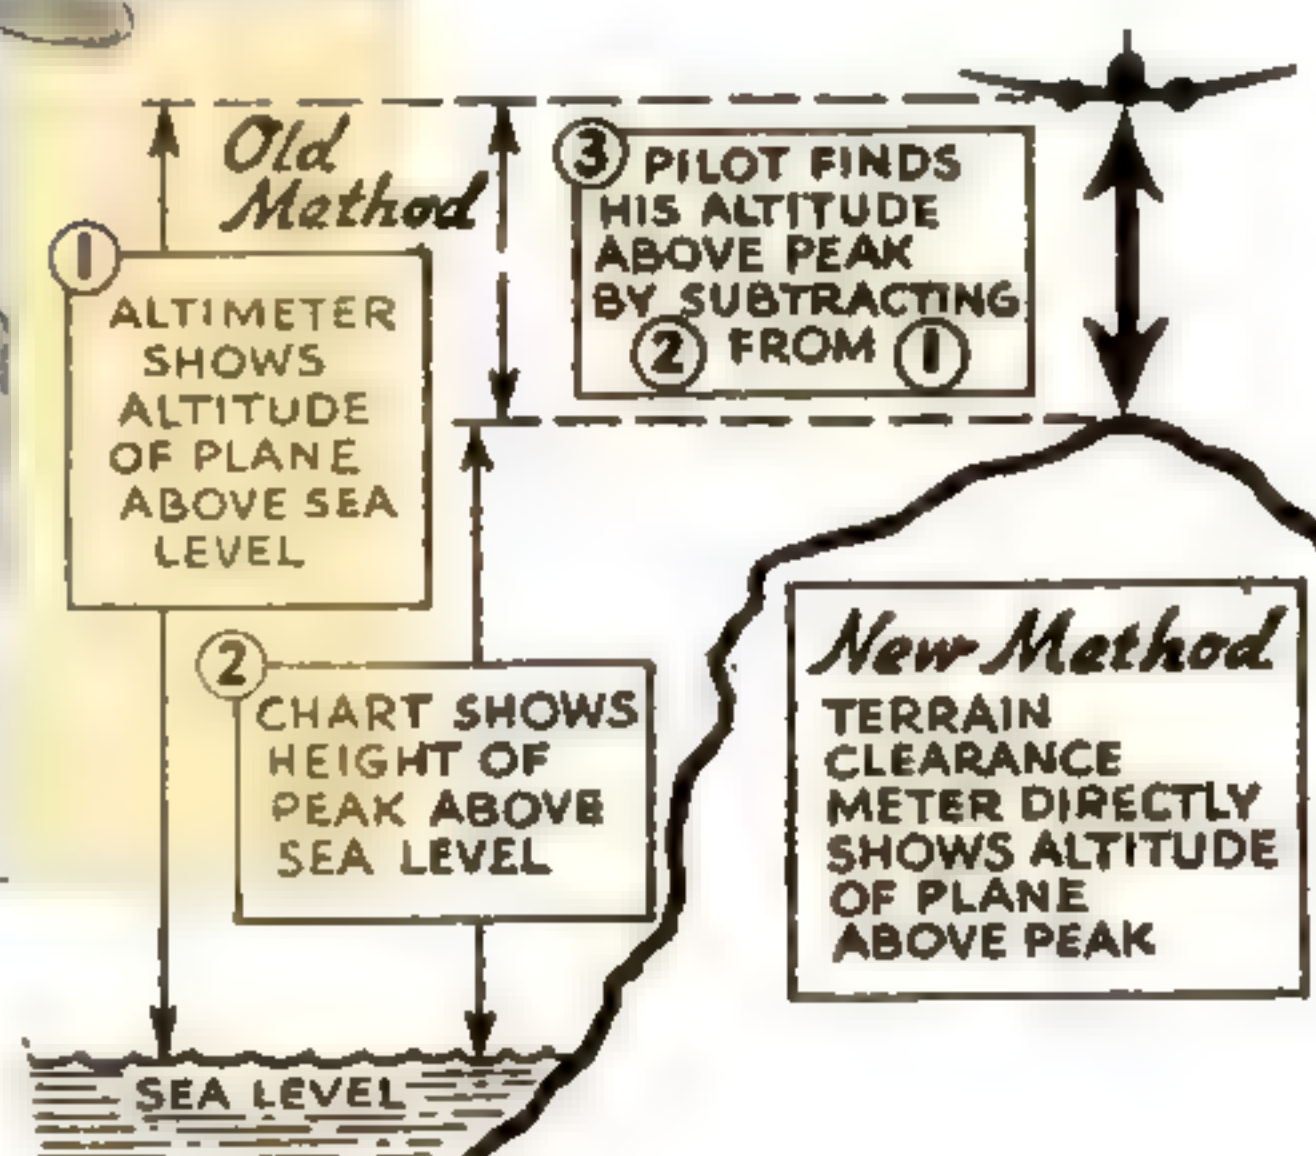 Old
Method
1
ALTIMETER
SHOWS
ALTITUDE
OF PLANE
ABOVE SEA
LEVEL
2
CHART SHOWS
HEIGHT OF
PEAK ABOVE
SEA LEVEL
3 PILOT FINDS
HIS ALTITUDE
ABOVE PEAK
BY SUBTRACTING
2 FROM 1
New Method
TERRAIN
CLEARANCE
METER DIRECTLY
SHOWS ALTITUDE
OF PLANE
ABOVE PEAK
SEA LEVEL